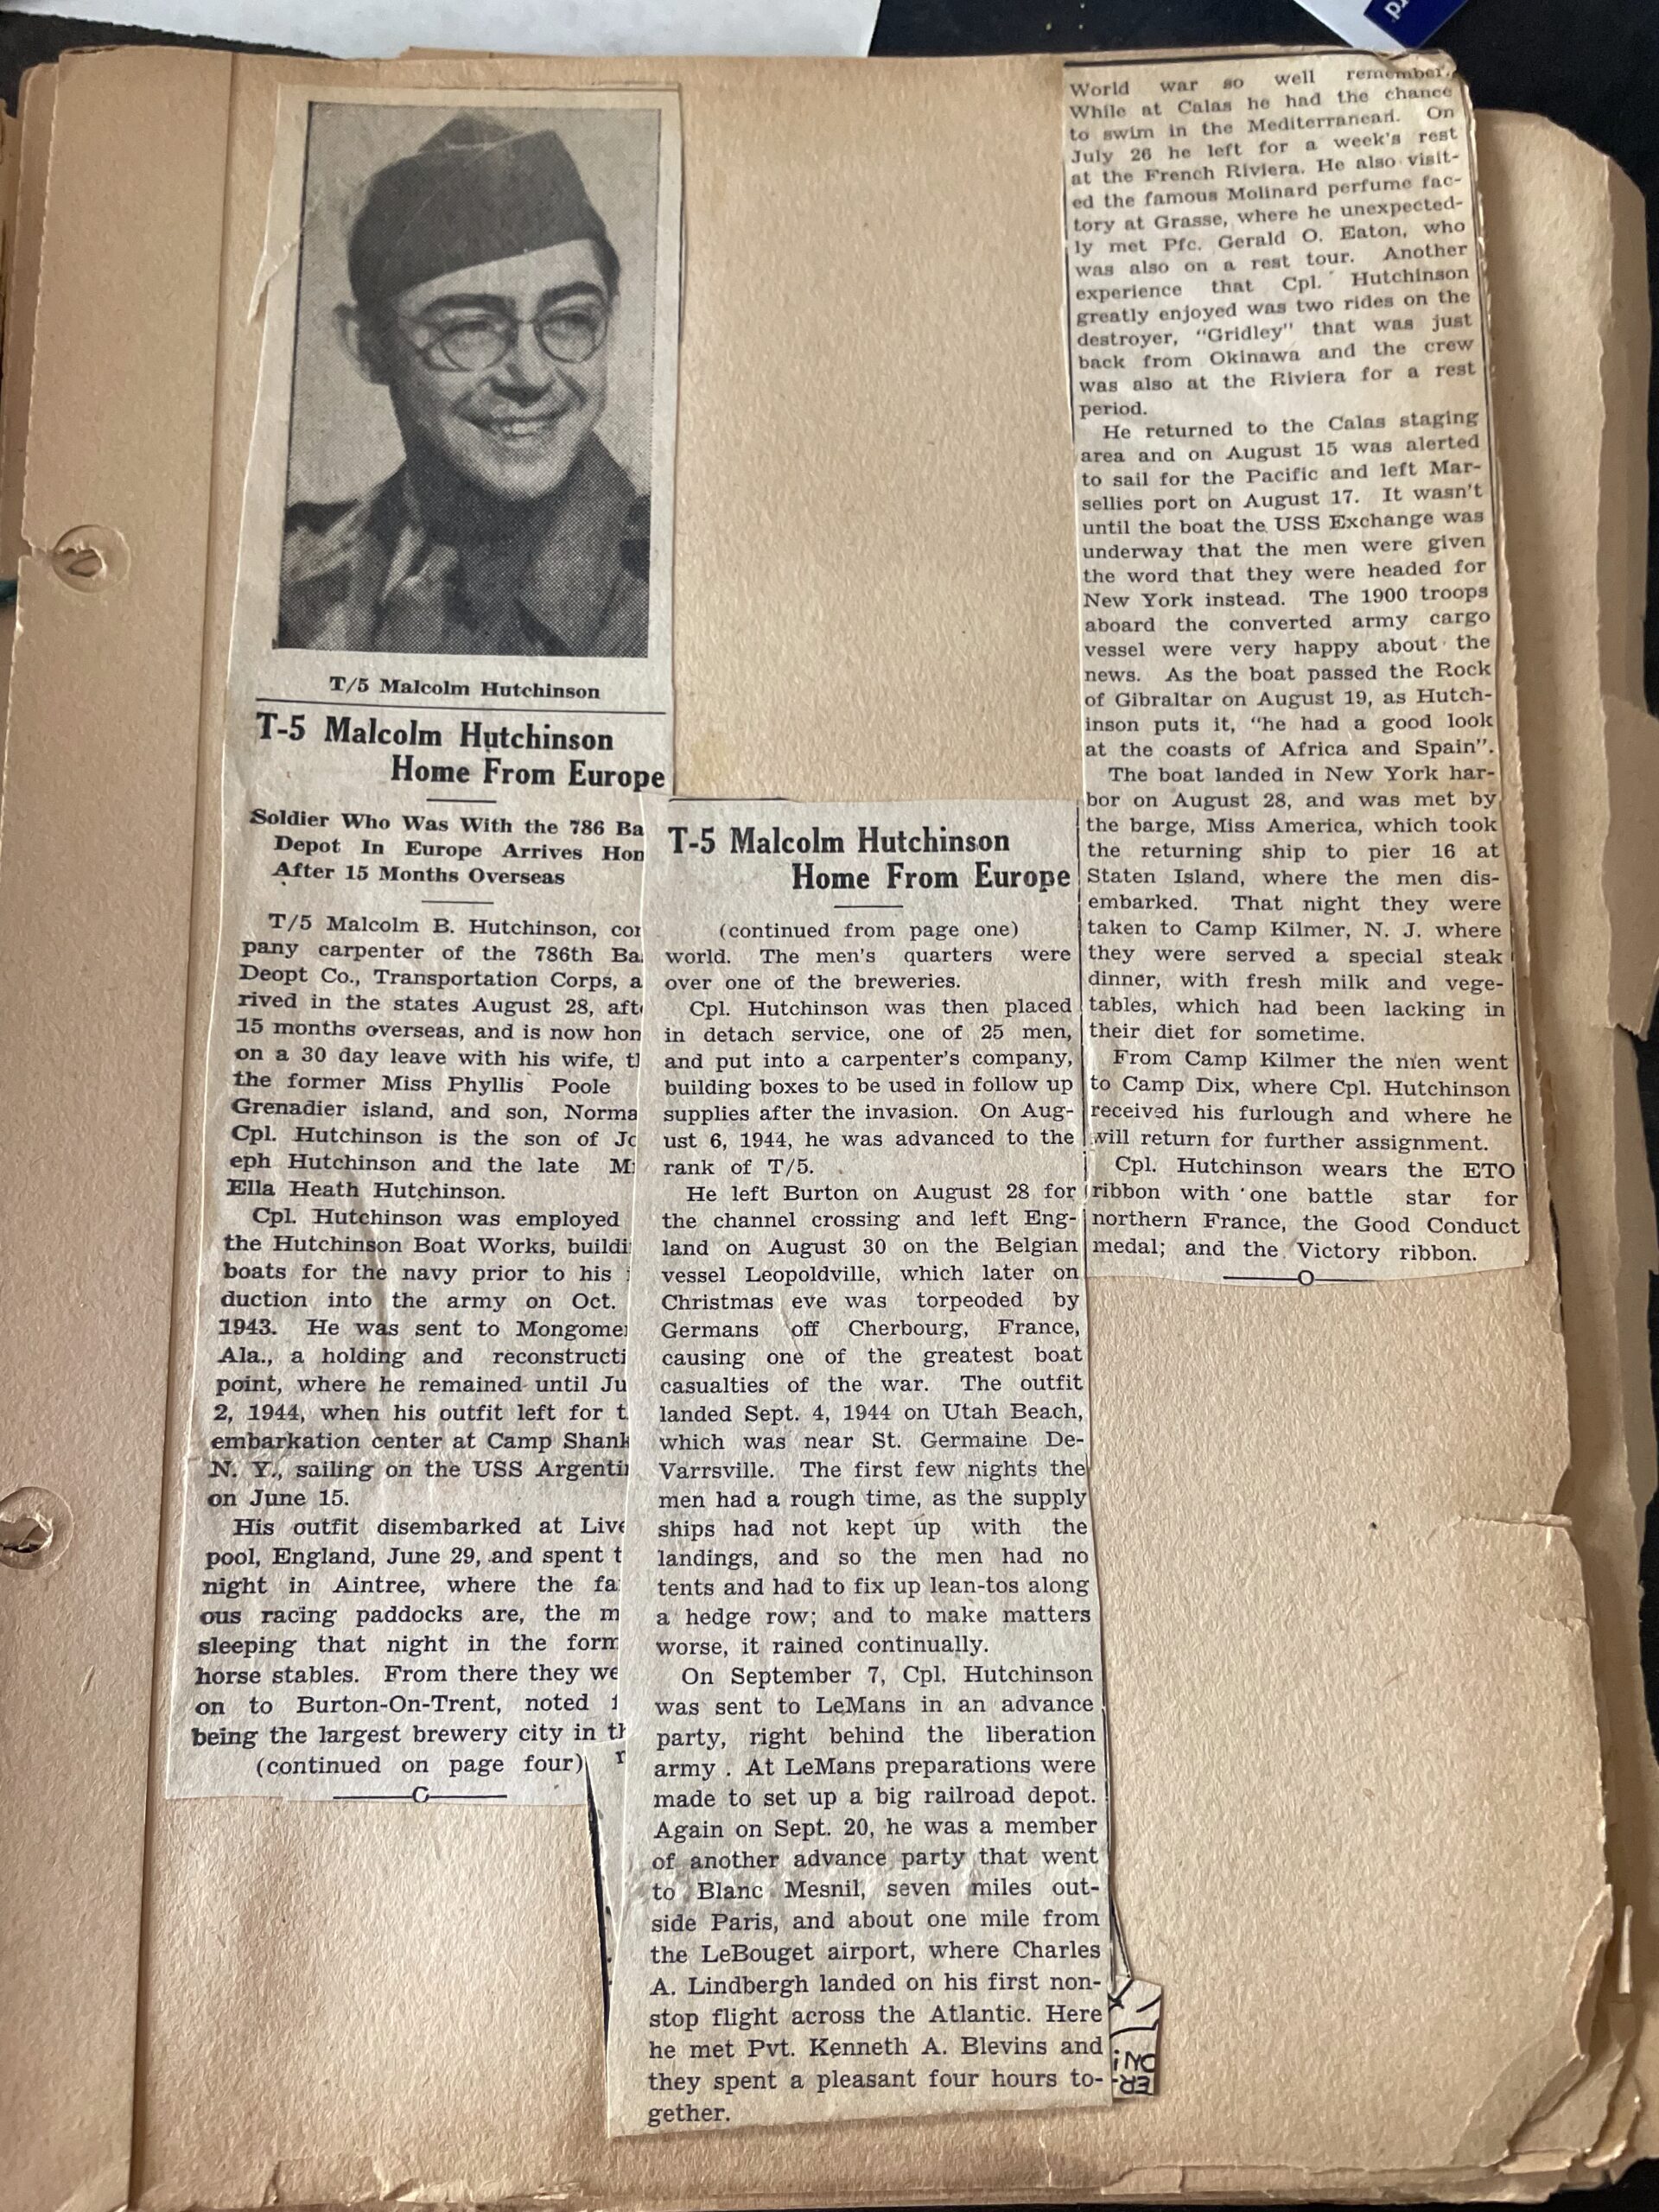 T/5 Malcolm Hutchinson
T-5 Malcolm Hutchinson
Home From Europe
Soldier Who Was With the 786 Ba
Depot In Europe Arrives Hom
After 15 Months Overseas
T/5 Malcolm B. Hutchinson, com
pany carpenter of the 786th Ba
Deopt Co., Transportation Corps, a
rived in the states August 28, afte
15 months overseas, and is now hom
on a 30 day leave with his wife, th
the former Miss Phyllis Poole
Grenadier island, and son, Norma
Cpl. Hutchinson is the son of Jo
eph Hutchinson and the late M
Ella Heath Hutchinson.
Cpl. Hutchinson was employed
the Hutchinson Boat Works, buildi
boats for the navy prior to his i
duction into the army on Oct.
1943. He was sent to Mongomer
Ala., a holding and reconstructi
point, where he remained until Ju
2, 1944, when his outfit left for t
embarkation center at Camp Shank
N. Y., sailing on the USS Argentin
on June 15.
His outfit disembarked at Live
pool, England, June 29, and spent t
night in Aintree, where the fa
ous racing paddocks are, the m
sleeping that night in the form
horse stables. From there they we
on to Burton-On-Trent, noted f
being the largest brewery city in th
(continued on page four)
T-5 Malcolm Hutchinson
Home From Europe
(continued from page one)
world. The men's quarters were
over one of the breweries.
Cpl. Hutchinson was then placed
in detach service, one of 25 men,
and put into a carpenter's company,
building boxes to be used in follow up
supplies after the invasion. On Aug-
ust 6, 1944, he was advanced to the
rank of T/5.
He left Burton on August 28 for
the channel crossing and left Eng-
land on August 30 on the Belgian
vessel Leopoldville, which later on
Christmas eve was torpedoed by
Germans off Cherbourg, France,
causing one of the greatest boat
casualties of the war. The outfit
landed Sept. 4, 1944 on Utah Beach,
which was near St. Germaine De-
Varrsville. The first few nights the
men had a rough time, as the supply
ships had not kept up with the
landings, and so the men had no
tents and had to fix up lean-tos along
a hedge row; and to make matters
worse, it rained continually.
On September 7, Cpl. Hutchinson
was sent to LeMans in an advance
party, right behind the liberation
army . At LeMans preparations were
made to set up a big railroad depot.
Again on Sept. 20, he was a member
of another advance party that went
to Blanc Mesnil, seven miles out-
side Paris, and about one mile from
the LeBouget airport, where Charles
A. Lindbergh landed on his first non-
stop flight across the Atlantic. Here
he met Pvt. Kenneth A. Blevins and
they spent a pleasant four hours to-
gether.
World war so well remember.
While at Calas he had the chance
to swim in the Mediterranean. On
July 26 he left for a week's rest
at the French Riviera. He also visit-
ed the famous Molinard perfume fac-
tory at Grasse, where he unexpected-
ly met Pfc. Gerald O. Eaton, who
was also on a rest tour. Another
experience that Cpl. Hutchinson
greatly enjoyed was two rides on the
destroyer, "Gridley" that was just
back from Okinawa and the crew
was also at the Riviera for a rest
period.
He returned to the Calas staging
area and on August 15 was alerted
to sail for the Pacific and left Mar-
sellies port on August 17. It wasn't
until the boat the USS Exchange was
underway that the men were given
the word that they were headed for
New York instead. The 1900 troops
aboard the converted army cargo
vessel were very happy about the
news. As the boat passed the Rock
of Gibraltar on August 19, as Hutch-
inson puts it, "he had a good look
at the coasts of Africa and Spain".
The boat landed in New York har-
bor on August 28, and was met by
the barge, Miss America, which took
the returning ship to pier 16 at
Staten Island, where the men dis-
embarked. That night they were
taken to Camp Kilmer, N. J. where
they were served a special steak
dinner, with fresh milk and vege-
tables, which had been lacking in
their diet for sometime.
From Camp Kilmer the men went
to Camp Dix, where Cpl. Hutchinson
received his furlough and where he
will return for further assignment.
Cpl. Hutchinson wears the ETO
ribbon with one battle star for
northern France, the Good Conduct
medal; and the Victory ribbon.